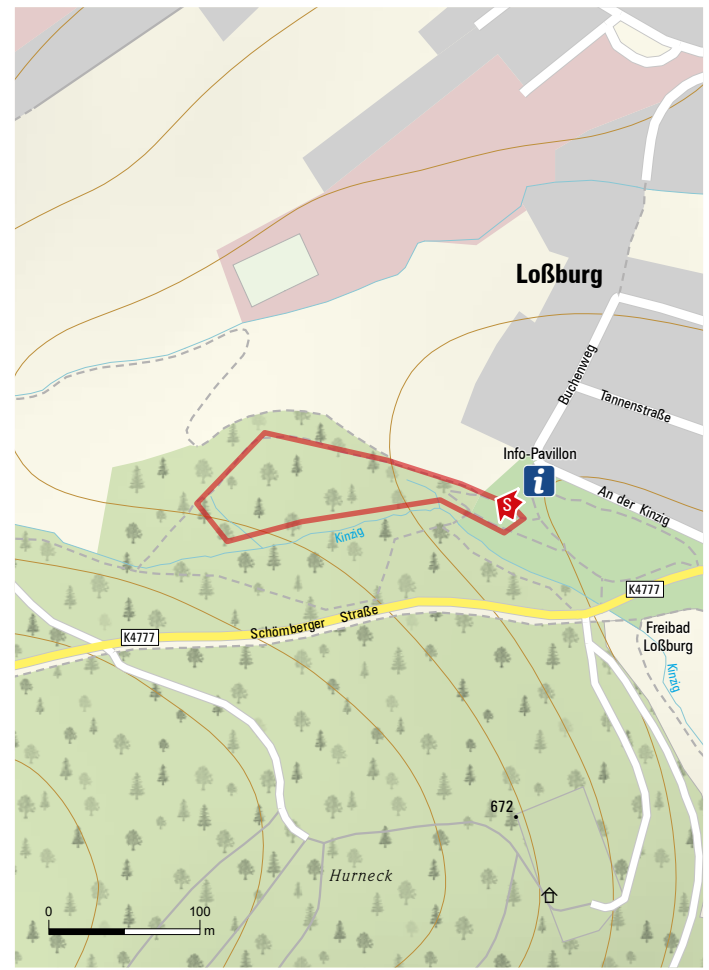 Loßburg
Buchenweg
Tannenstraße
Info-Pavillon
i
S
An der Kinzig
Kinzig
K4777
K4777
Schömberger Straße
Freibad
Loßburg
Kinzig
672
Hurneck
0 100
m